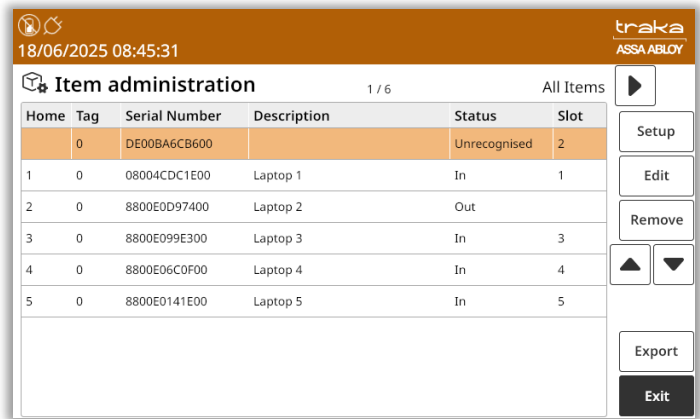 traka
18/06/2025 08:45:31
ASSA ABLOY
Item administration 1 / 6 All Items
Home Tag Serial Number Description Status Slot
0 DE00BA6CB600 Unrecognised 2
1 0 08004CDC1E00 Laptop 1 In 1
2 0 8800E0D97400 Laptop 2 Out
3 0 8800E099E300 Laptop 3 In 3
4 0 8800E06C0F00 Laptop 4 In 4
5 0 8800E0141E00 Laptop 5 In 5
Setup
Edit
Remove
Export
Exit